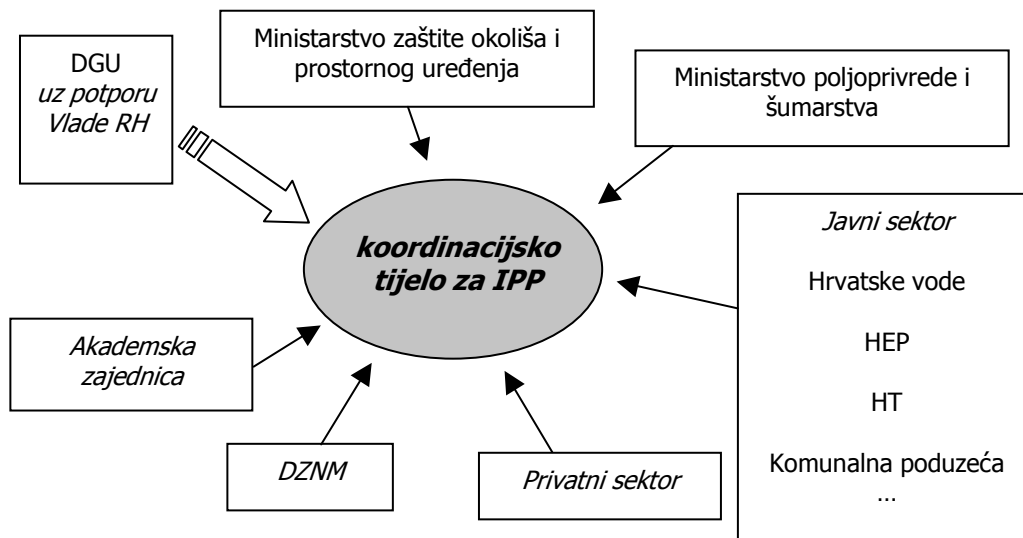 DGU
uz potporu
Vlade RH
Ministarstvo zaštite okoliša i
prostornog uređenja
Ministarstvo poljoprivrede i
šumarstva
koordinacijsko
tijelo za IPP
Javni sektor
Hrvatske vode
HEP
HT
Komunalna poduzeća
...
Akademska
zajednica
DZNM
Privatni sektor